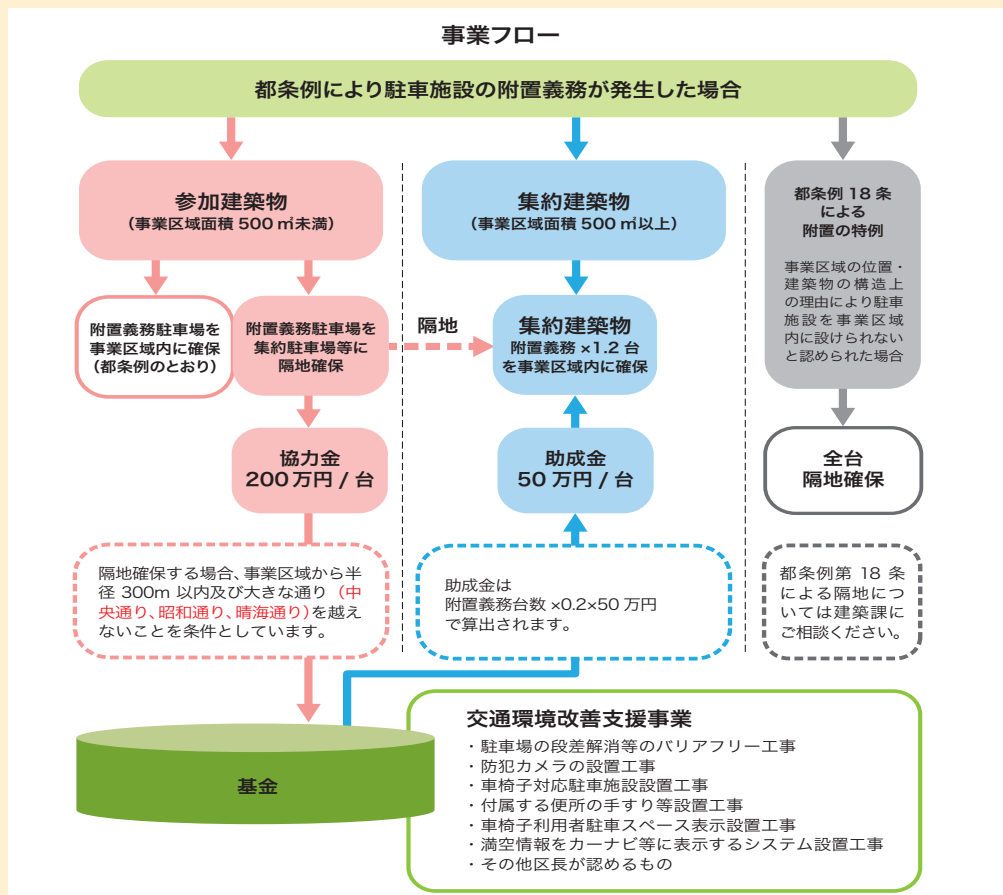 事業フロー
都条例により駐車施設の附置義務が発生した場合
参加建築物
（事業区域面積 500 ㎡未満）
附置義務駐車場を
事業区域内に確保
（都条例のとおり）
附置義務駐車場を
集約駐車場等に
隔地確保
協力金
200 万円 / 台
隔地確保する場合、事業区域から半
径 300m 以内及び大きな通り（中
央通り、昭和通り、晴海通り）を越え
ないことを条件としています。
隔地
集約建築物
（事業区域面積 500 ㎡以上）
集約建築物
附置義務 ×1.2 台
を事業区域内に確保
助成金
50 万円 / 台
助成金は
附置義務台数 ×0.2×50 万円
で算出されます。
都条例 18 条
による
附置の特例
事業区域の位置・
建築物の構造上
の理由により駐車
施設を事業区域
内に設けられない
と認められた場合
全台
隔地確保
都条例第 18 条
による隔地につ
いては建築課に
ご相談ください。
基金
交通環境改善支援事業
・駐車場の段差解消等のバリアフリー工事
・防犯カメラの設置工事
・車椅子対応駐車施設設置工事
・付属する便所の手すり等設置工事
・車椅子利用者駐車スペース表示設置工事
・満空情報をカーナビ等に表示するシステム設置工事
・その他区長が認めるもの